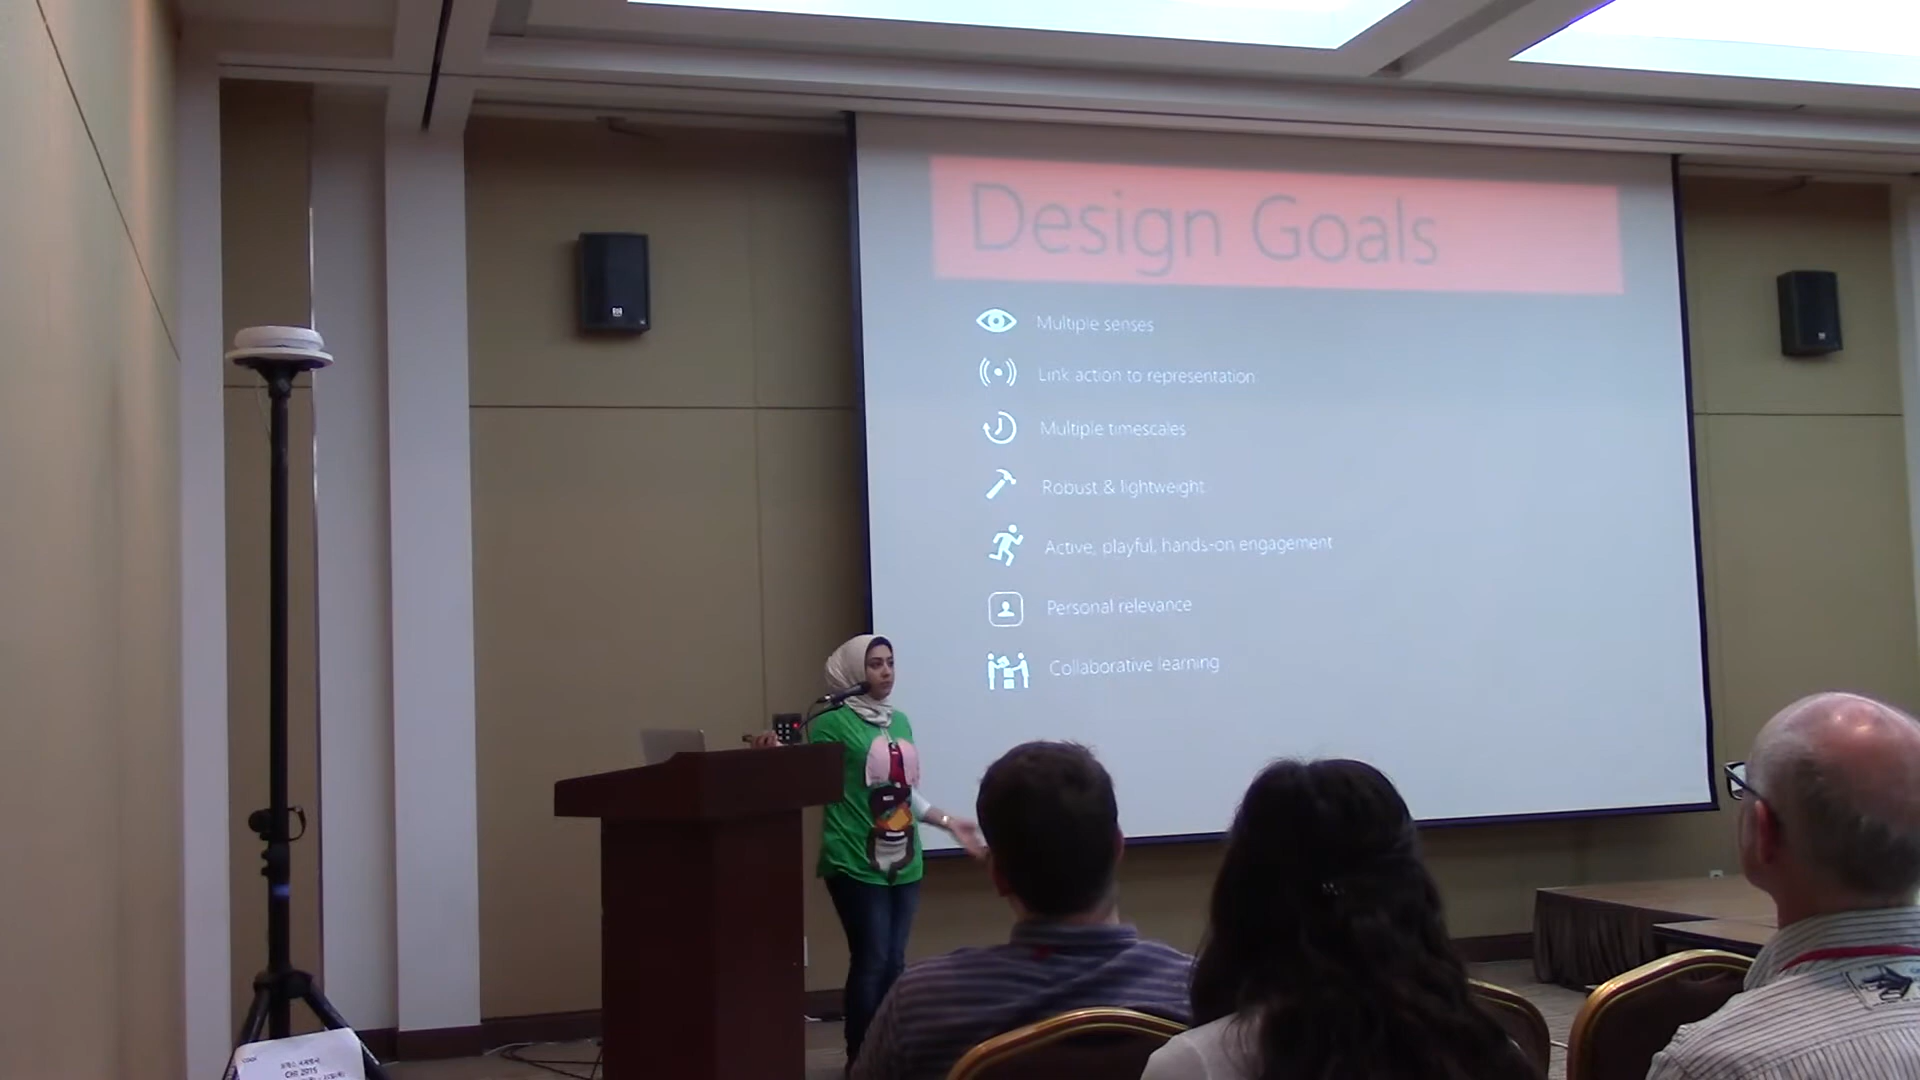 Design Goals
Multiple senses
Link action to representation
Multiple timescales
Robust & lightweight
Active, playful, hands-on engagement
Personal relevance
Collaborative learning
CHI 2015